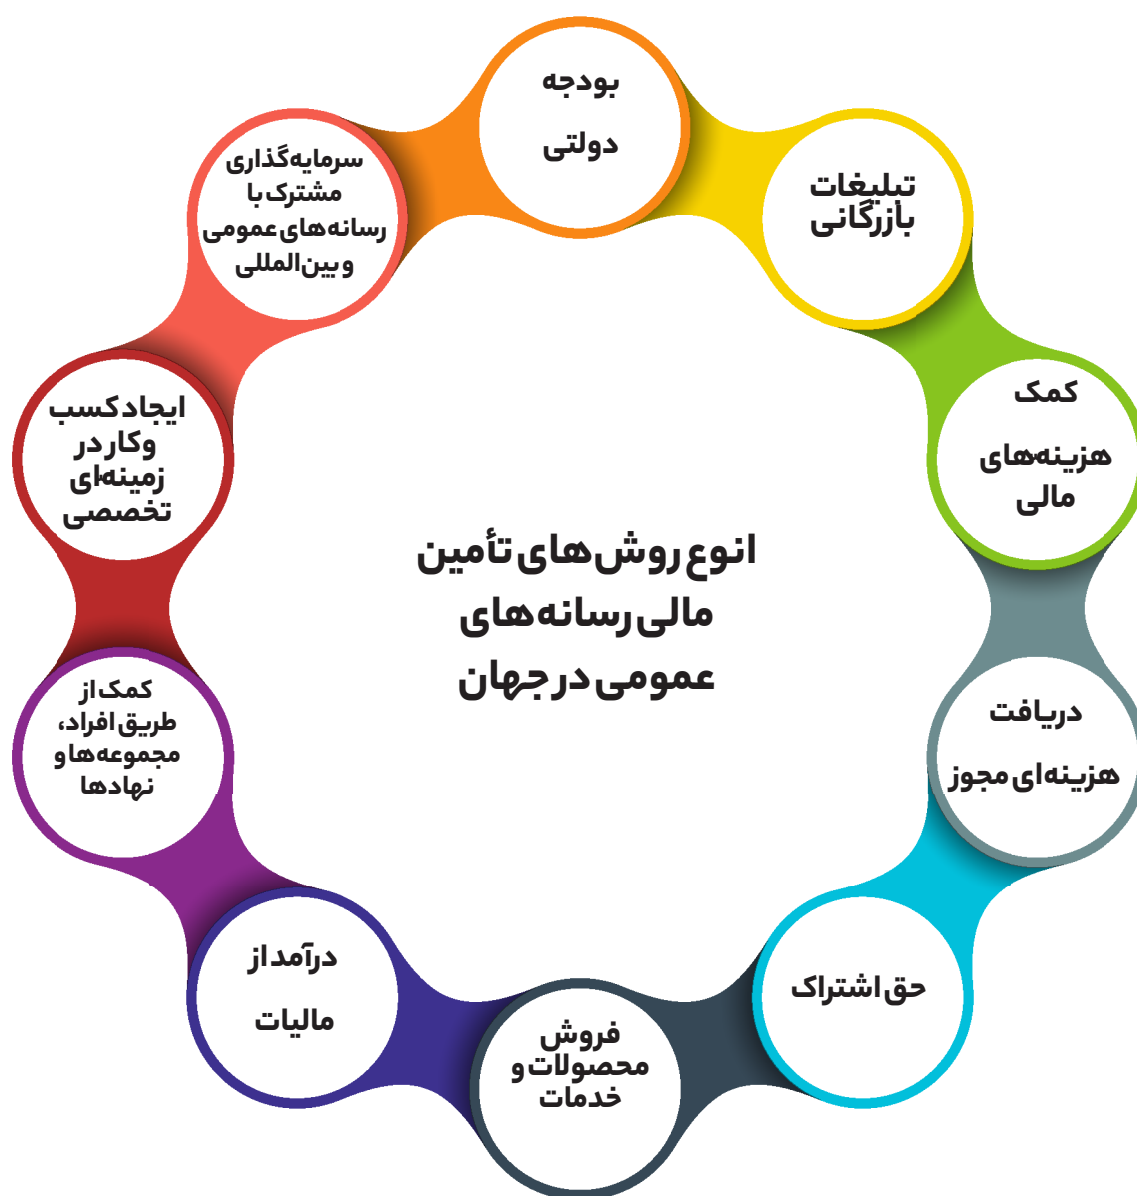 بودجه
دولتی
تبلیغات
بازرگانی
کمک
هزینه‌های
مالی
دریافت
هزینه‌ای مجوز
حق اشتراک
فروش
محصولات و
خدمات
درآمد از
مالیات
کمک از
طریق افراد،
مجموعه‌ها و
نهادها
ایجاد کسب
وکار در
زمینه‌ای
تخصصی
سرمایه‌گذاری
مشترک با
رسانه‌های عمومی
و بین‌المللی
انوع روش‌های تأمین
مالی رسانه‌های
عمومی در جهان